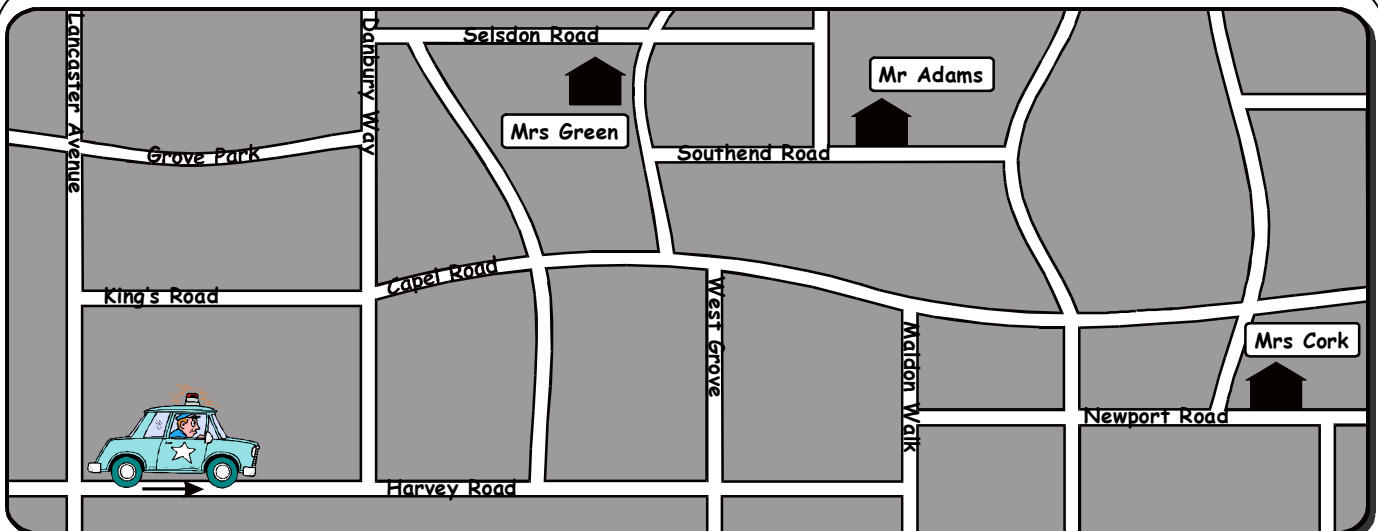 Lancaster Avenue
Danbury Way
Selsdon Road
Mr Adams
Mrs Green
Grove Park
Southend Road
King's Road
Capel Road
West Grove
Maldon Walk
Mrs Cork
Newport Road
Harvey Road